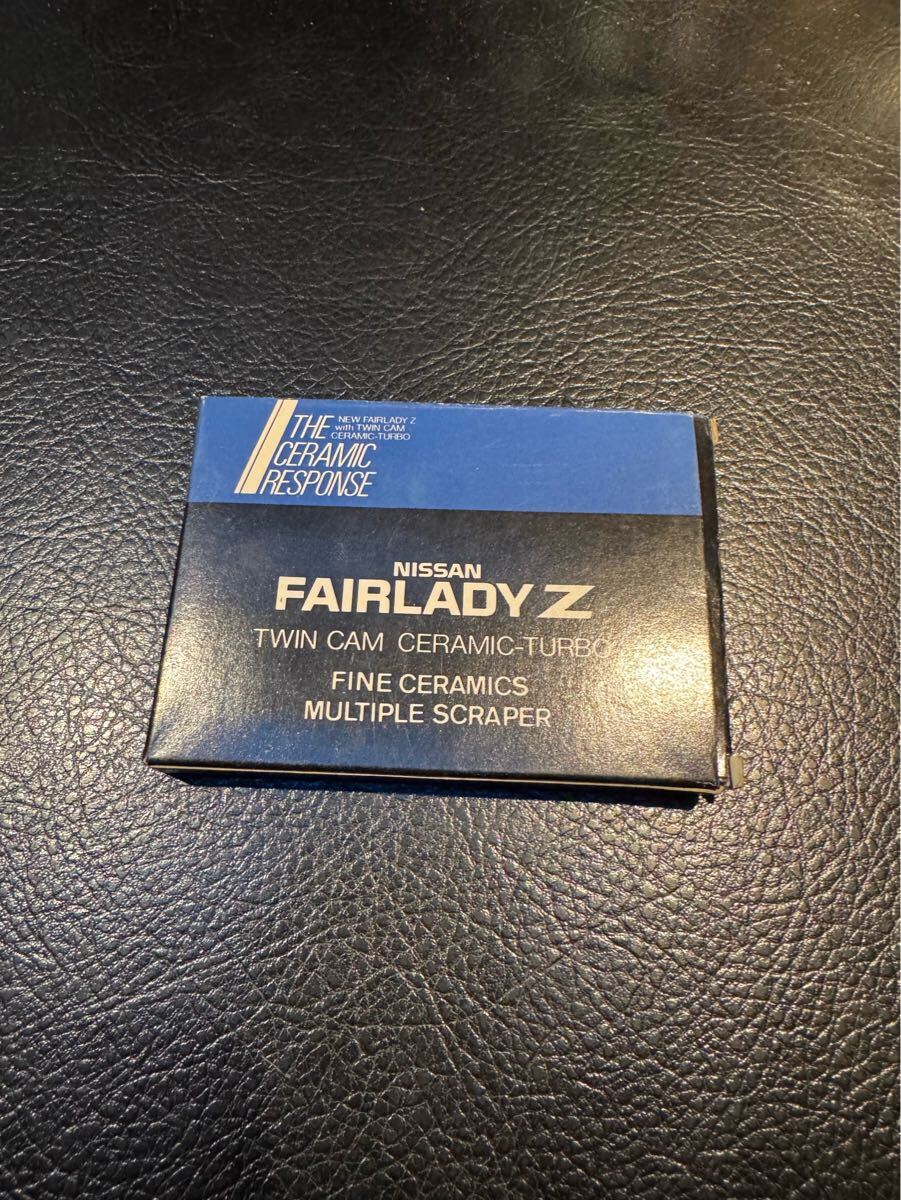 THE
CERAMIC
RESPONSE
NEW FAIRLADY Z
with TWIN CAM
CERAMIC-TURBO
NISSAN
FAIRLADY Z
TWIN CAM CERAMIC-TURBO
FINE CERAMICS
MULTIPLE SCRAPER